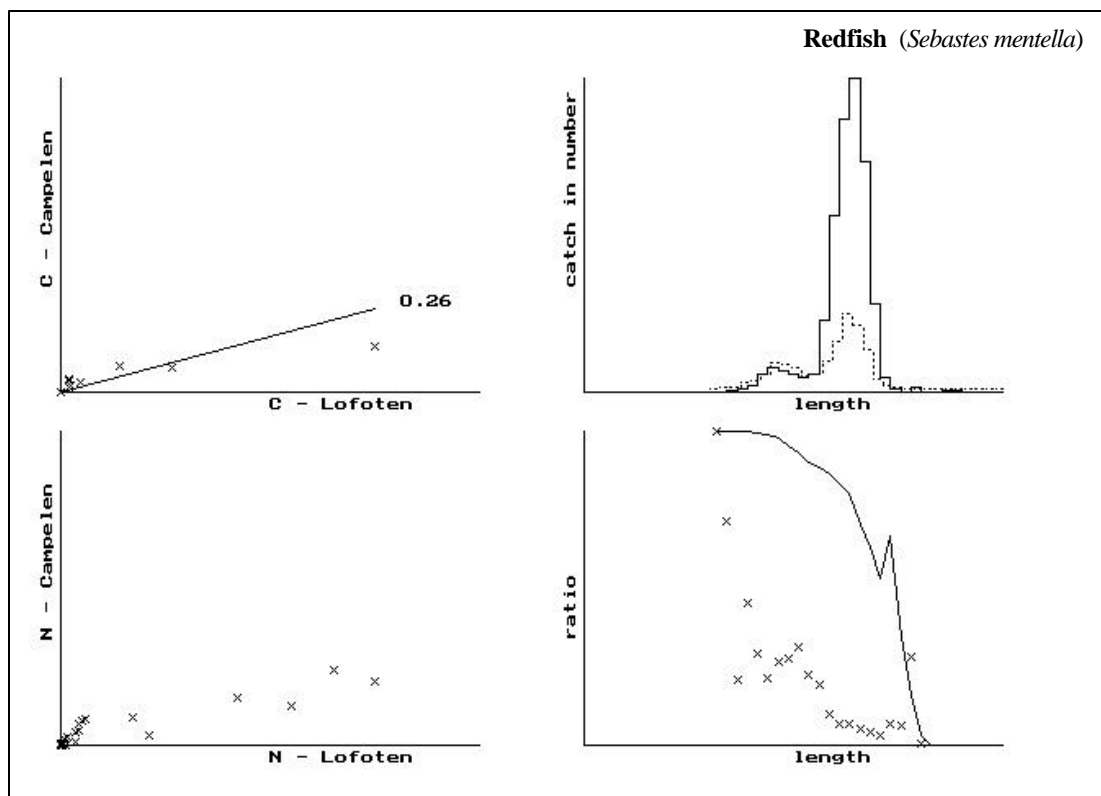 Redfish (Sebastes mentella)
C - Campelen
0.26
C - Lofoten
catch in number
length
N - Campelen
N - Lofoten
ratio
length